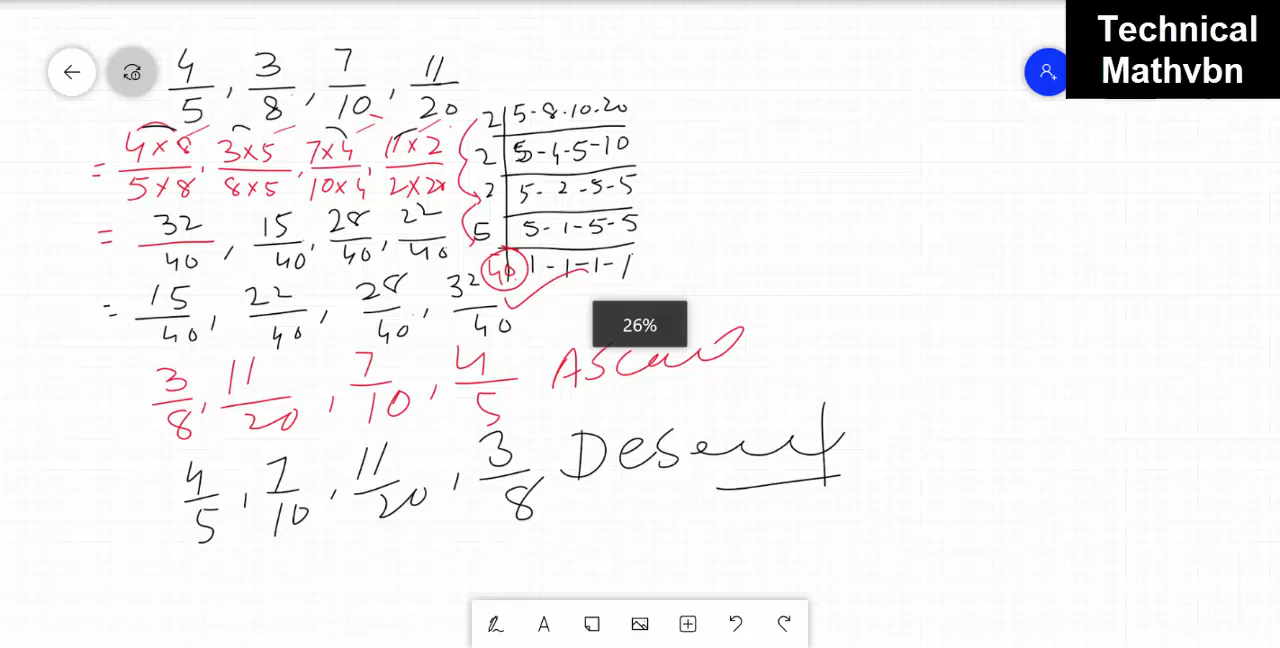 Technical
Mathvbn
4/5, 3/8, 7/10, 11/20
= 4×8/5×8, 3×5/8×5, 7×4/10×4, 11×2/2×20
= 32/40, 15/40, 28/40, 22/40
= 15/40, 22/40, 28/40, 32/40
3/8, 11/20, 7/10, 4/5
4/5, 7/10, 11/20, 3/8
2 | 5-8-10-20
2 | 5-4-5-10
2 | 5-2-5-5
5 | 5-1-5-5
40 | 1-1-1-1
26%
A